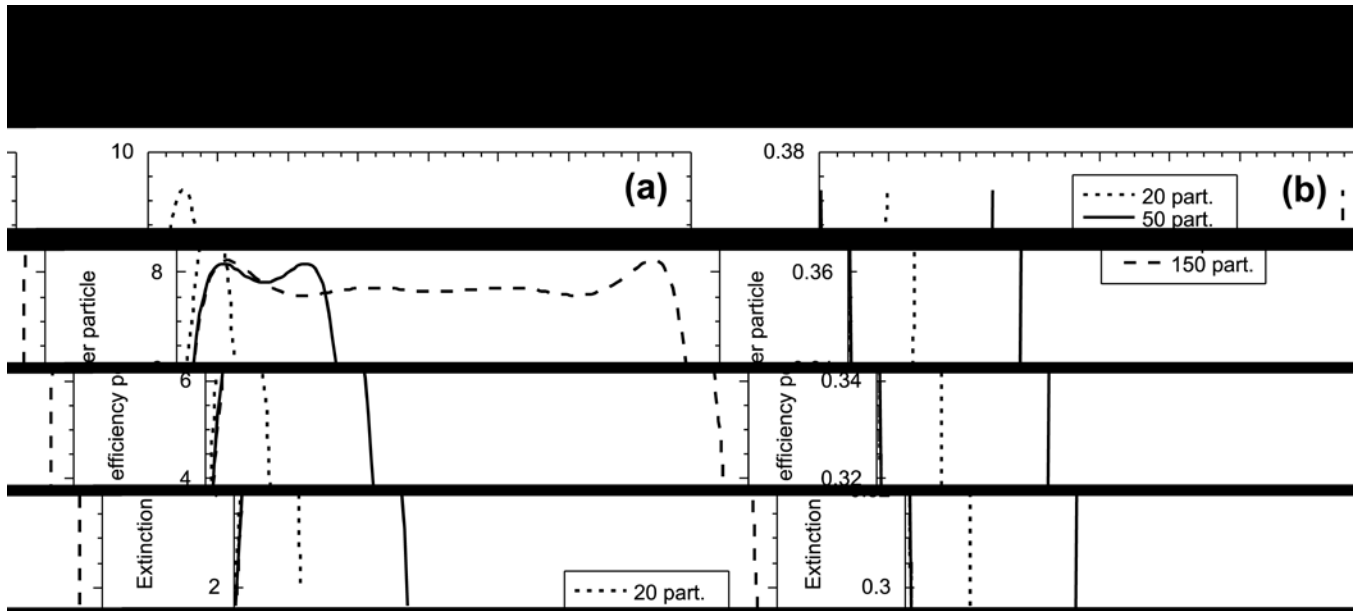 10
(a)
0.38
20 part.
50 part.
(b)
8
er particle
er particle
0.36
150 part.
6
efficiency
4
efficiency
0.34
0.32
Extinction
2
20 part.
Extinction
0.3